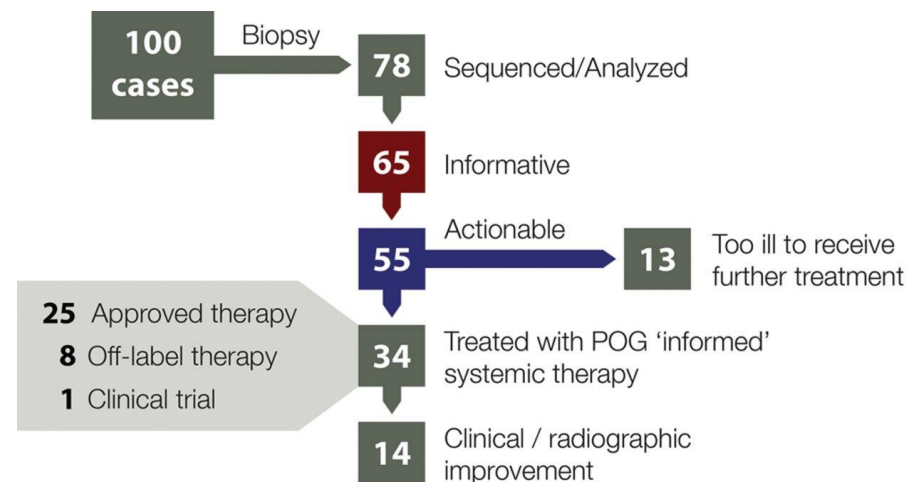 100
cases
Biopsy
78
Sequenced/Analyzed
65
Informative
Actionable
55
13
Too ill to receive
further treatment
25 Approved therapy
8 Off-label therapy
1 Clinical trial
34
Treated with POG ‘informed’
systemic therapy
14
Clinical / radiographic
improvement